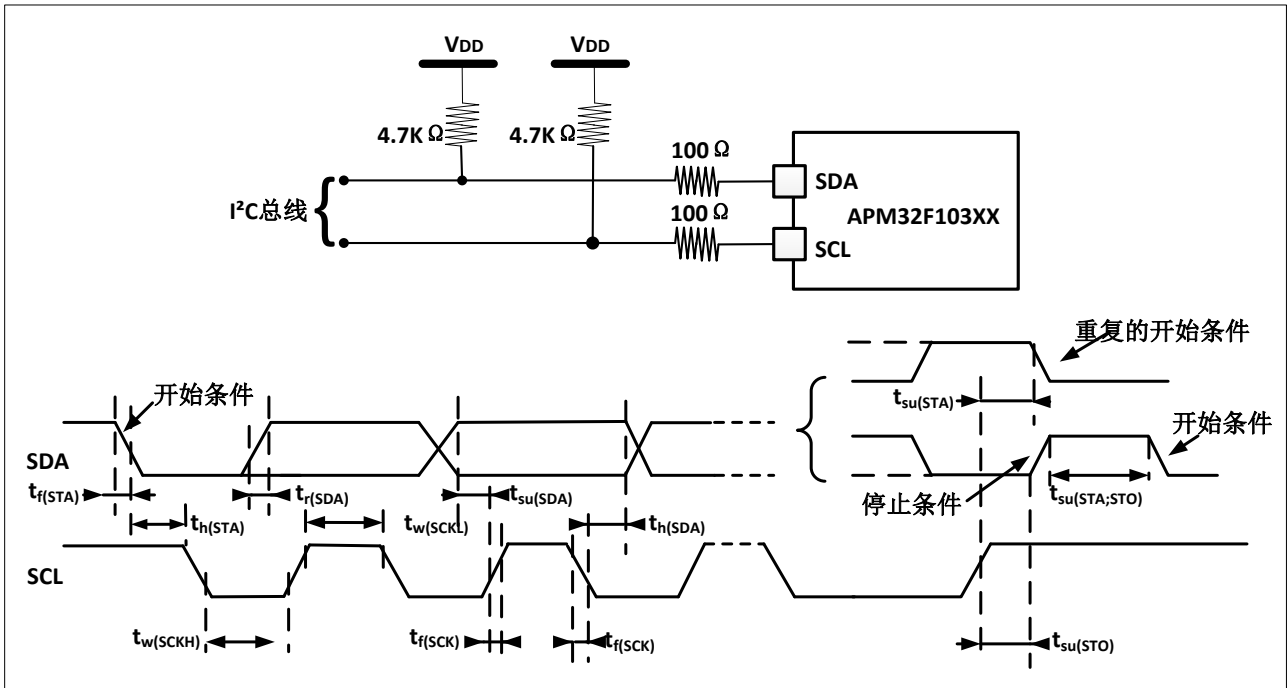 VDD
VDD
4.7K Ω
4.7K Ω
100 Ω
SDA
I²C总线
100 Ω
APM32F103XX
SCL
重复的开始条件
开始条件
tsu(STA)
开始条件
SDA
tf(STA)
tr(SDA)
tsu(SDA)
停止条件
tsu(STA;STO)
th(STA)
tw(SCKL)
th(SDA)
SCL
tw(SCKH)
tf(SCK)
tf(SCK)
tsu(STO)